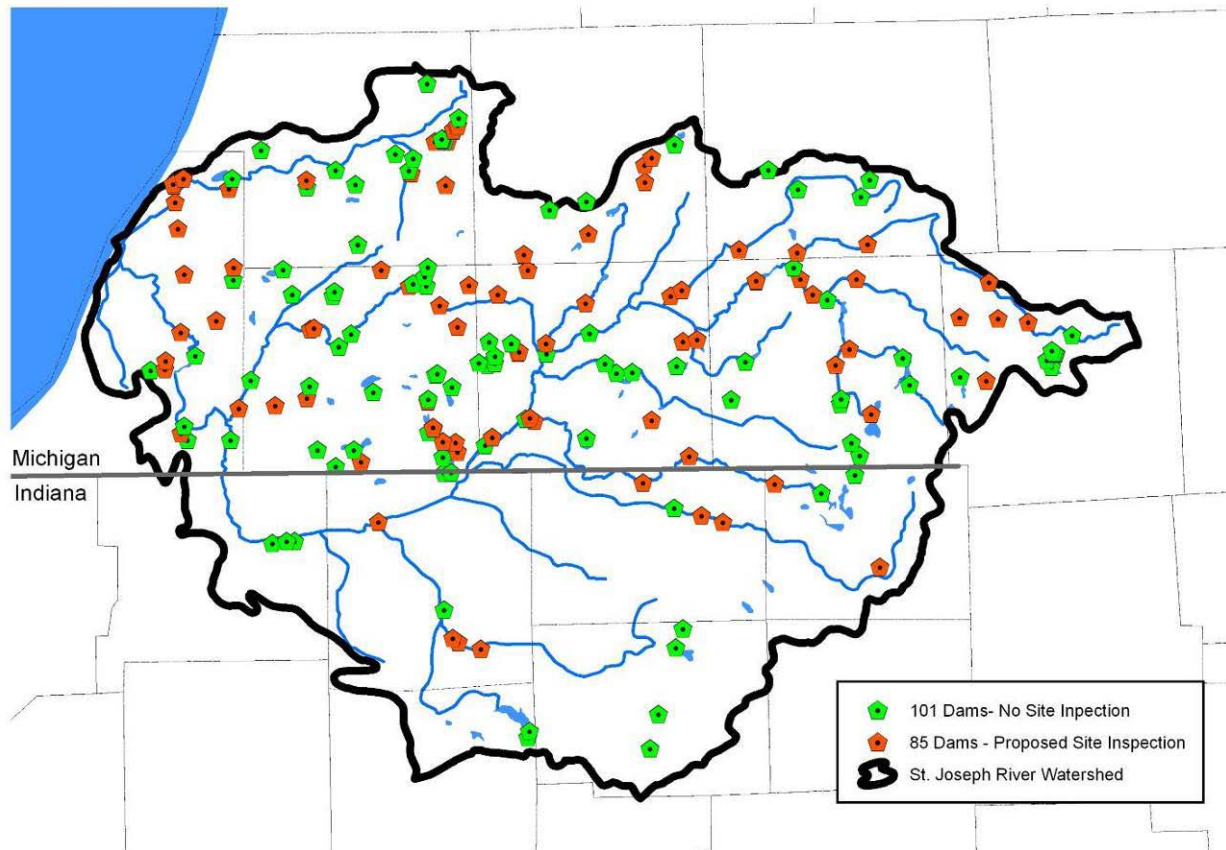 Michigan
Indiana
101 Dams- No Site Inpection
85 Dams - Proposed Site Inspection
St. Joseph River Watershed